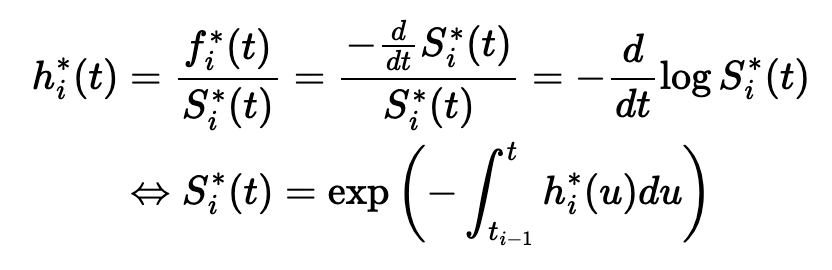 h_i^*(t) = \frac{f_i^*(t)}{S_i^*(t)} = \frac{-\frac{d}{dt} S_i^*(t)}{S_i^*(t)} = -\frac{d}{dt} \log S_i^*(t)
\Leftrightarrow S_i^*(t) = \exp\left(-\int_{t_{i-1}}^{t} h_i^*(u)du\right)